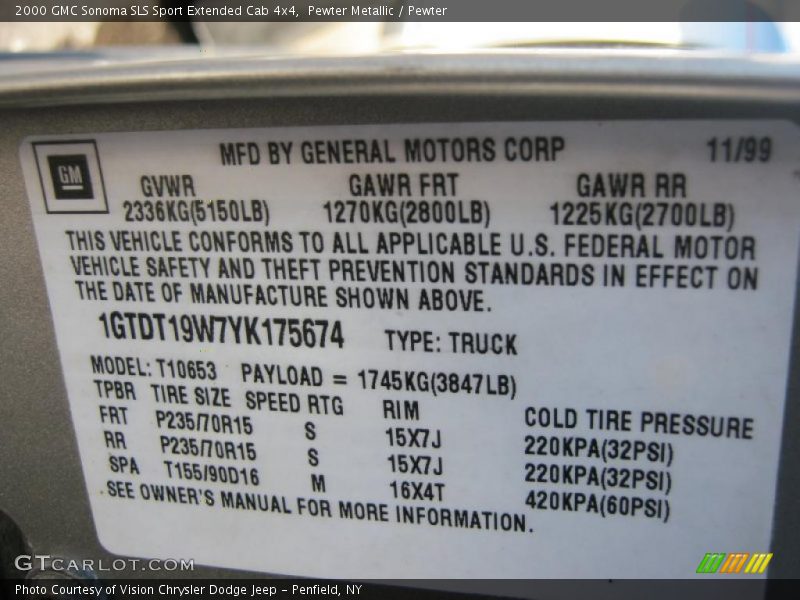 2000 GMC Sonoma SLS Sport Extended Cab 4x4, Pewter Metallic / Pewter
MFD BY GENERAL MOTORS CORP 11/99
GM
GVWR GAWR FRT GAWR RR
2336KG(5150LB) 1270KG(2800LB) 1225KG(2700LB)
THIS VEHICLE CONFORMS TO ALL APPLICABLE U.S. FEDERAL MOTOR
VEHICLE SAFETY AND THEFT PREVENTION STANDARDS IN EFFECT ON
THE DATE OF MANUFACTURE SHOWN ABOVE.
1GTDT19W7YK175674 TYPE: TRUCK
MODEL: T10653 PAYLOAD = 1745KG(3847LB)
TPBR TIRE SIZE SPEED RTG RIM COLD TIRE PRESSURE
FRT P235/70R15 S 15X7J 220KPA(32PSI)
RR P235/70R15 S 15X7J 220KPA(32PSI)
SPA T155/90D16 M 16X4T 420KPA(60PSI)
SEE OWNER'S MANUAL FOR MORE INFORMATION.
GTCARLOT.COM
Photo Courtesy of Vision Chrysler Dodge Jeep - Penfield, NY